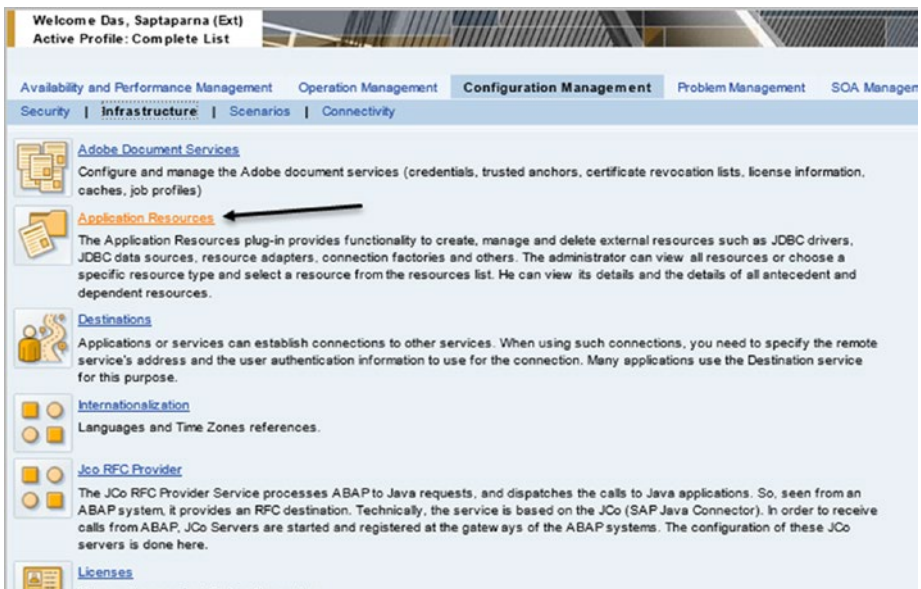 Welcome Das, Saptaparna (Ext)
Active Profile: Complete List
Availability and Performance Management Operation Management Configuration Management Problem Management SOA Managem
Security | Infrastructure | Scenarios | Connectivity
Adobe Document Services
Configure and manage the Adobe document services (credentials, trusted anchors, certificate revocation lists, license information,
caches, job profiles)
Application Resources
The Application Resources plug-in provides functionality to create, manage and delete external resources such as JDBC drivers,
JDBC data sources, resource adapters, connection factories and others. The administrator can view all resources or choose a
specific resource type and select a resource from the resources list. He can view its details and the details of all antecedent and
dependent resources.
Destinations
Applications or services can establish connections to other services. When using such connections, you need to specify the remote
service's address and the user authentication information to use for the connection. Many applications use the Destination service
for this purpose.
Internationalization
Languages and Time Zones references.
Jco RFC Provider
The JCo RFC Provider Service processes ABAP to Java requests, and dispatches the calls to Java applications. So, seen from an
ABAP system, it provides an RFC destination. Technically, the service is based on the JCo (SAP Java Connector). In order to receive
calls from ABAP, JCo Servers are started and registered at the gateways of the ABAP systems. The configuration of these JCo
servers is done here.
Licenses